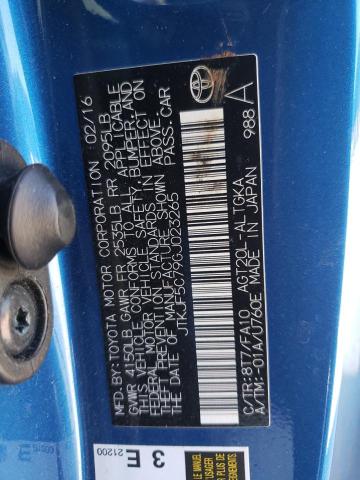 MFD. BY TOYOTA MOTOR CORPORATION 02/16
GVWR 4150LB GAWR FR 2535LB RR 2095LB
THIS VEHICLE CONFORMS TO ALL APPLICABLE
FEDERAL MOTOR VEHICLE SAFETY, BUMPER, AND
THEFT PREVENTION STANDARDS IN EFFECT
ON THE DATE OF MANUFACTURE SHOWN ABOVE.
JTKJF5C79GJ023265 PASS.CAR
C/TR: 8T7/FA10 AGT20L-TALTGKA
A/TM: -01A/U760E MADE IN JAPAN
988 A
3 E
21200